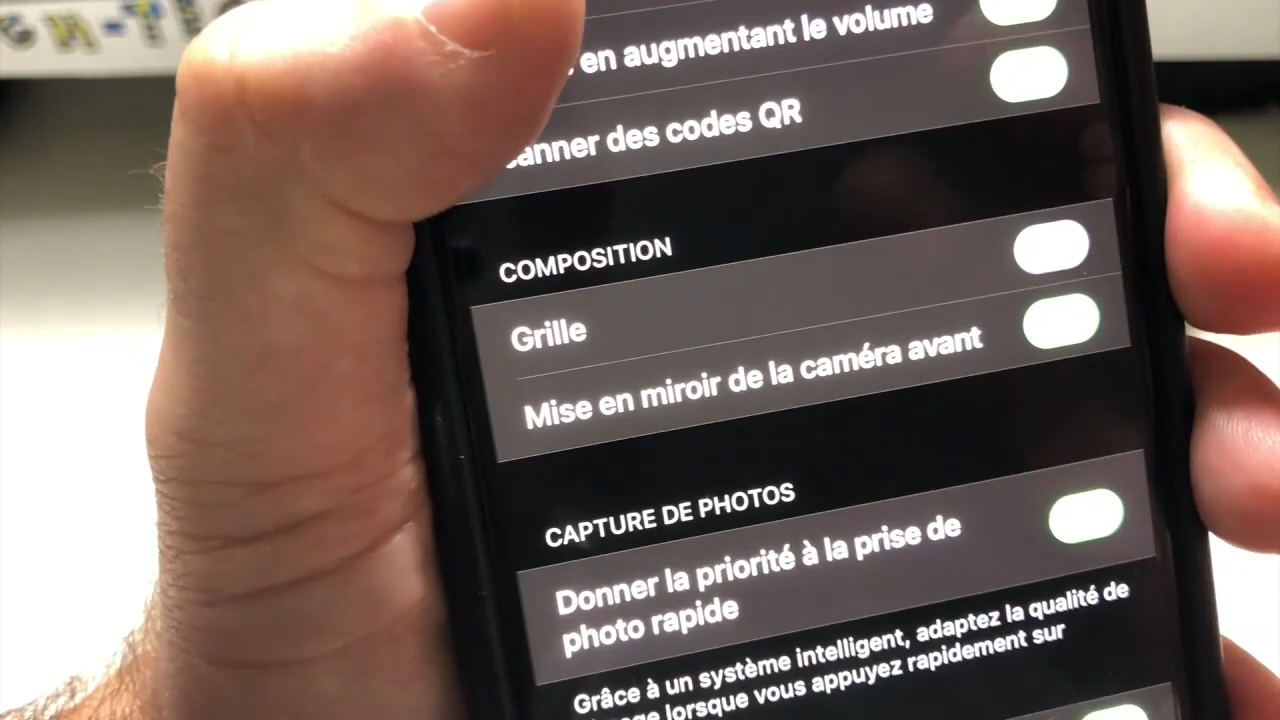 en augmentant le volume
des codes QR
COMPOSITION
Grille
Mise en miroir de la caméra avant
CAPTURE DE PHOTOS
Donner la priorité à la prise de
photo rapide
Grâce à un système intelligent, adaptez la qualité de
lorsque vous appuyez rapidement sur